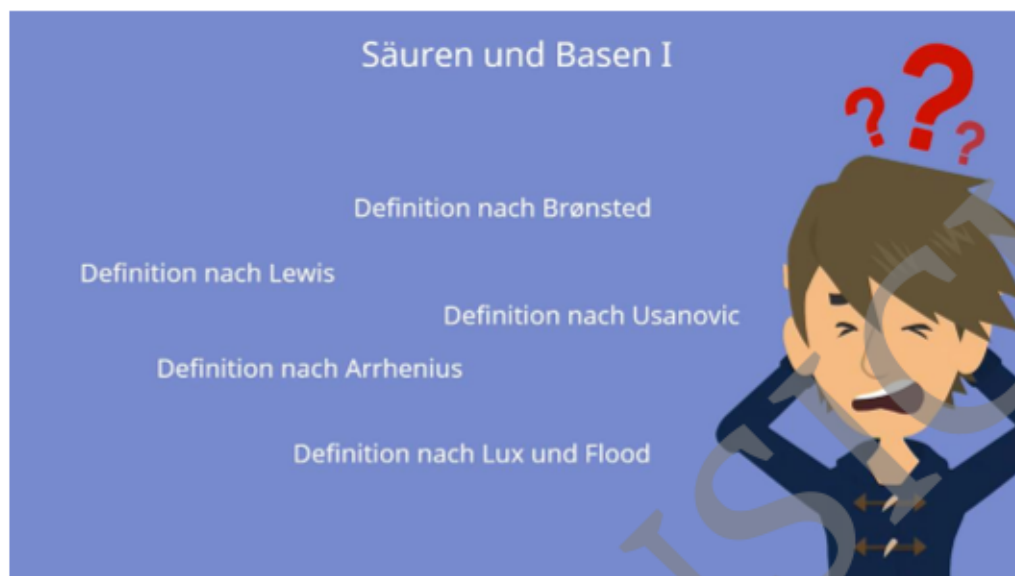 Säuren und Basen I
? ? ?
Definition nach Brønsted
Definition nach Lewis
Definition nach Usanovic
Definition nach Arrhenius
Definition nach Lux und Flood